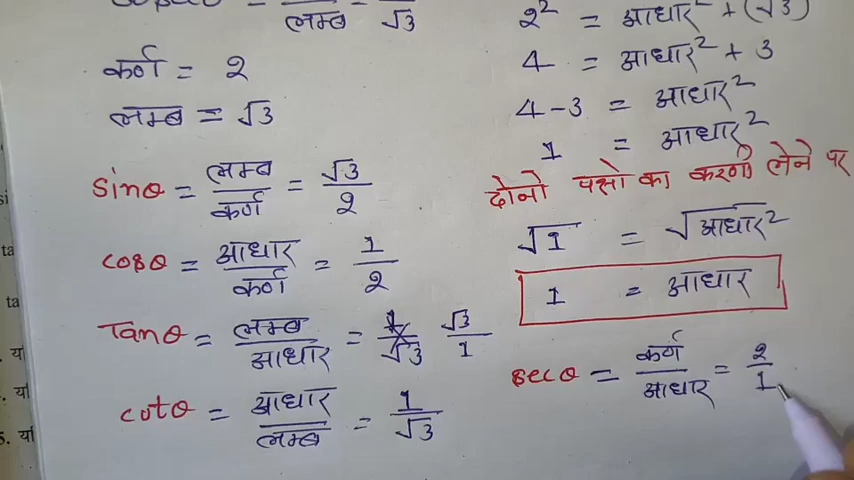 लम्ब √3
कर्ण = 2
लम्ब = √3
sinθ = लम्ब/कर्ण = √3/2
cosθ = आधार/कर्ण = 1/2
Tanθ = लम्ब/आधार = √3/1
cotθ = आधार/लम्ब = 1/√3
2² = आधार² + (√3)
4 = आधार² + 3
4-3 = आधार²
1 = आधार²
दोनो पक्षो का करणी लेने पर
√1 = √आधार²
1 = आधार
secθ = कर्ण/आधार = 2/1